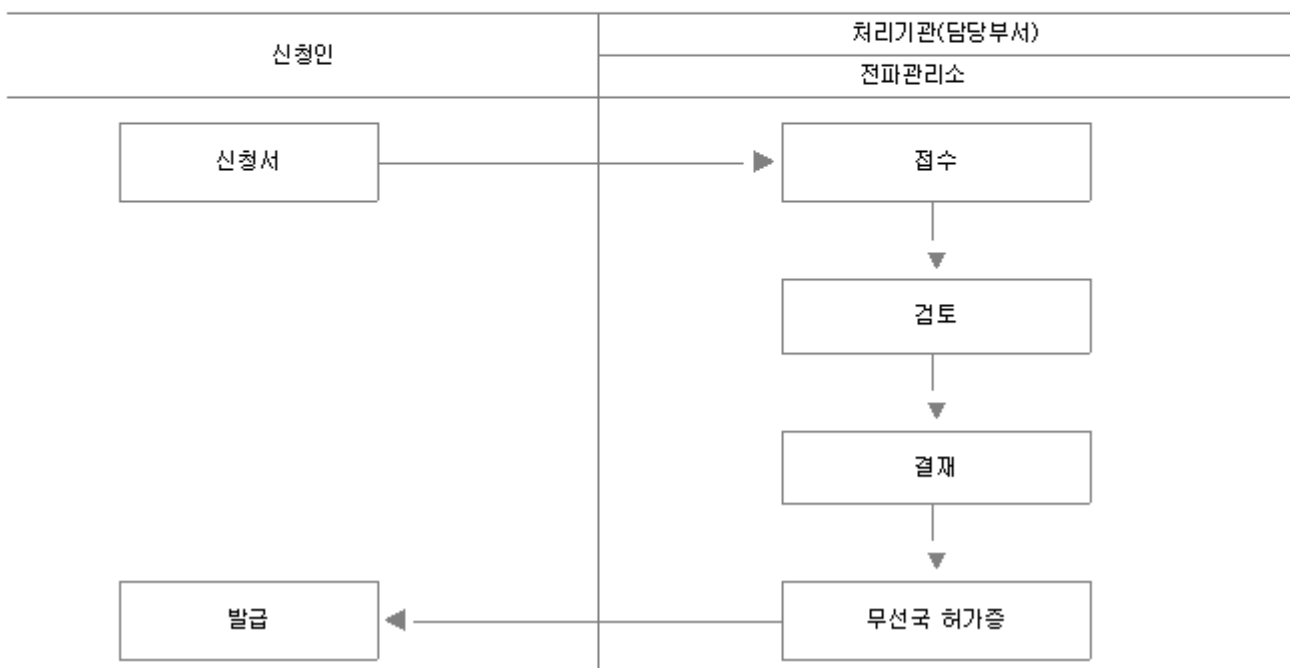 신청인
처리기관(담당부서)
전파관리소
신청서
접수
검토
결재
발급
무선국 허가증